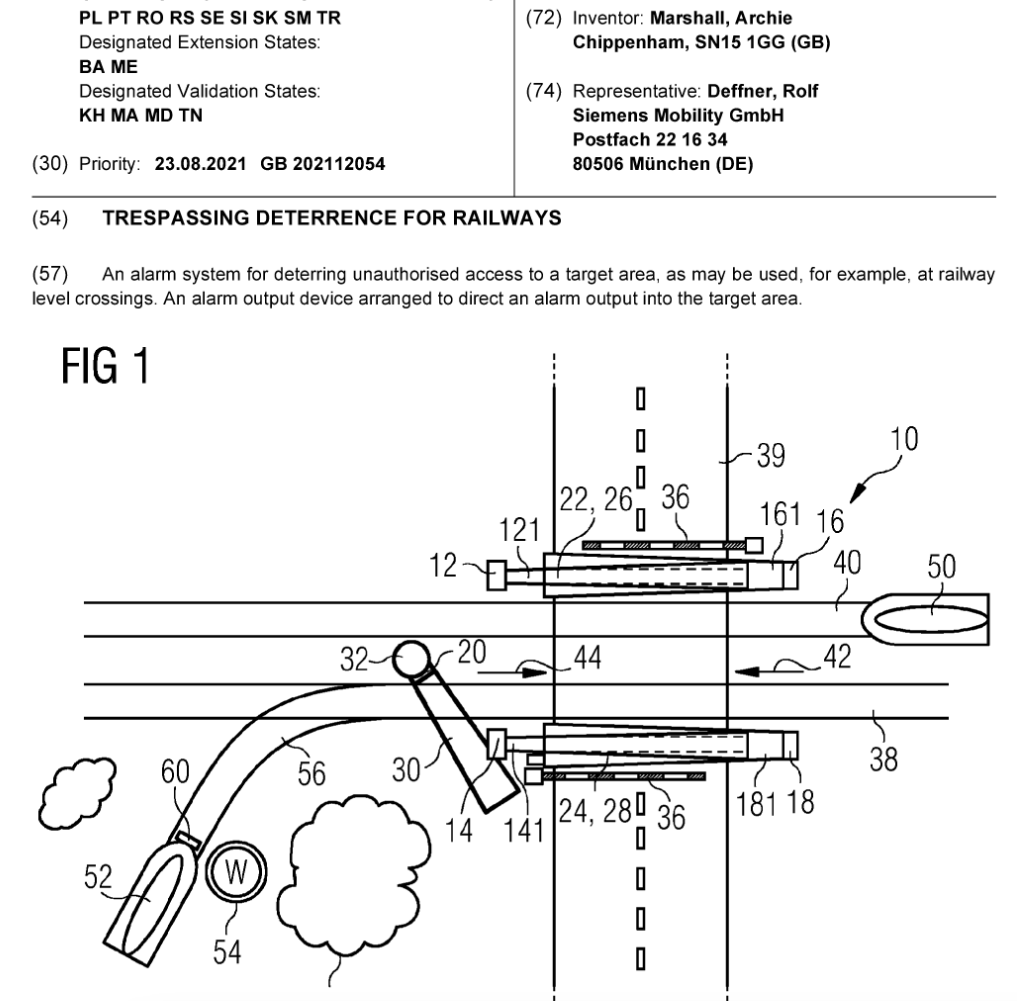 PL PT RO RS SE SI SK SM TR
Designated Extension States:
BA ME
Designated Validation States:
KH MA MD TN
(30) Priority: 23.08.2021 GB 202112054
(72) Inventor: Marshall, Archie
Chippenham, SN15 1GG (GB)
(74) Representative: Deffner, Rolf
Siemens Mobility GmbH
Postfach 22 16 34
80506 München (DE)
(54) TRESPASSING DETERRENCE FOR RAILWAYS
(57) An alarm system for deterring unauthorised access to a target area, as may be used, for example, at railway
level crossings. An alarm output device arranged to direct an alarm output into the target area.
FIG 1
10
39
22, 26
36
161
16
121
12
40
50
32
20
44
42
30
38
60
56
14
141
24, 28
36
181
18
52
W
54